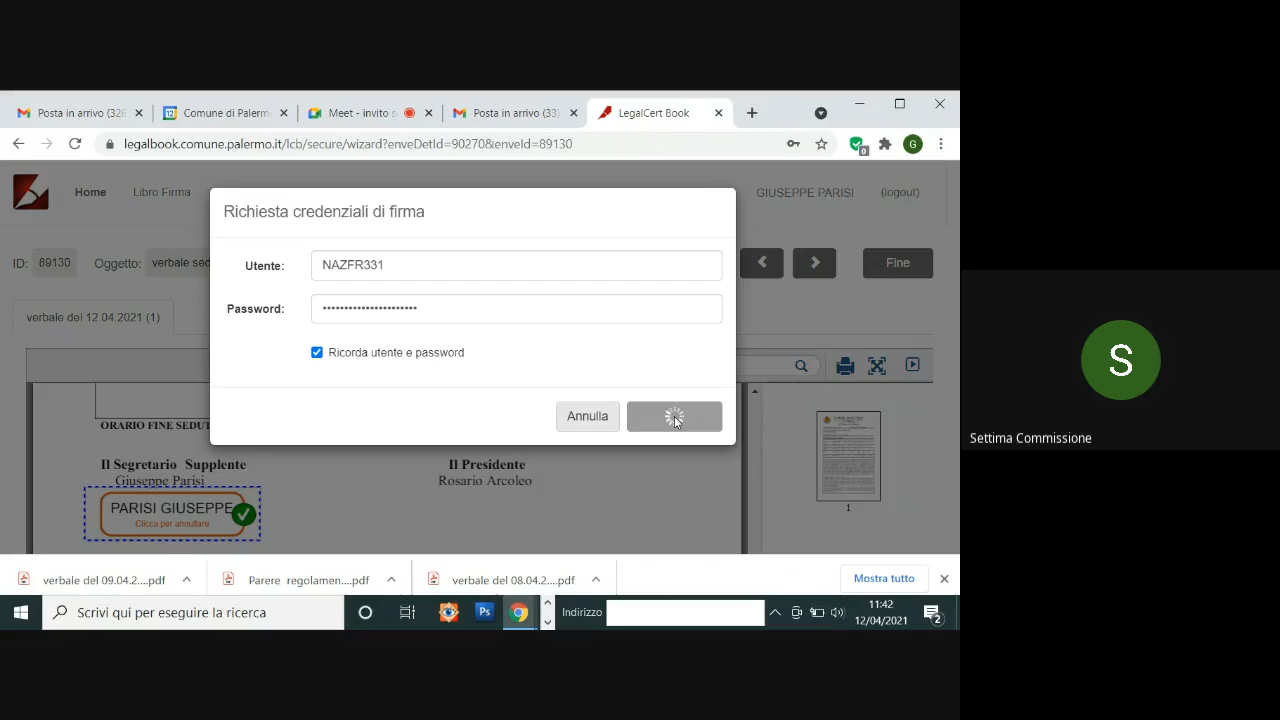 Posta in arrivo (326
Comune di Palermo
Meet - invito s
Posta in arrivo (33)
LegalCert Book
legalbook.comune.palermo.it/lcb/secure/wizard?enveDetId=90270&enveId=89130
0
G
Home
Libro Firma
GIUSEPPE PARISI
(logout)
Richiesta credenziali di firma
ID:
89130
Oggetto:
verbale sed
Fine
Utente:
NAZFR331
Password:
••••••••••••••••••••••
verbale del 12.04.2021 (1)
Ricorda utente e password
Annulla
ORARIO FINE SEDUT
Il Segretario Supplente
Il Presidente
Giuseppe Parisi
Rosario Arcoleo
PARISI GIUSEPPE
Clicca per annullare
1
S
Settima Commissione
verbale del 09.04.2....pdf
Parere regolamen....pdf
verbale del 08.04.2....pdf
Mostra tutto
Scrivi qui per eseguire la ricerca
Ps
Indirizzo
11:42
12/04/2021
2